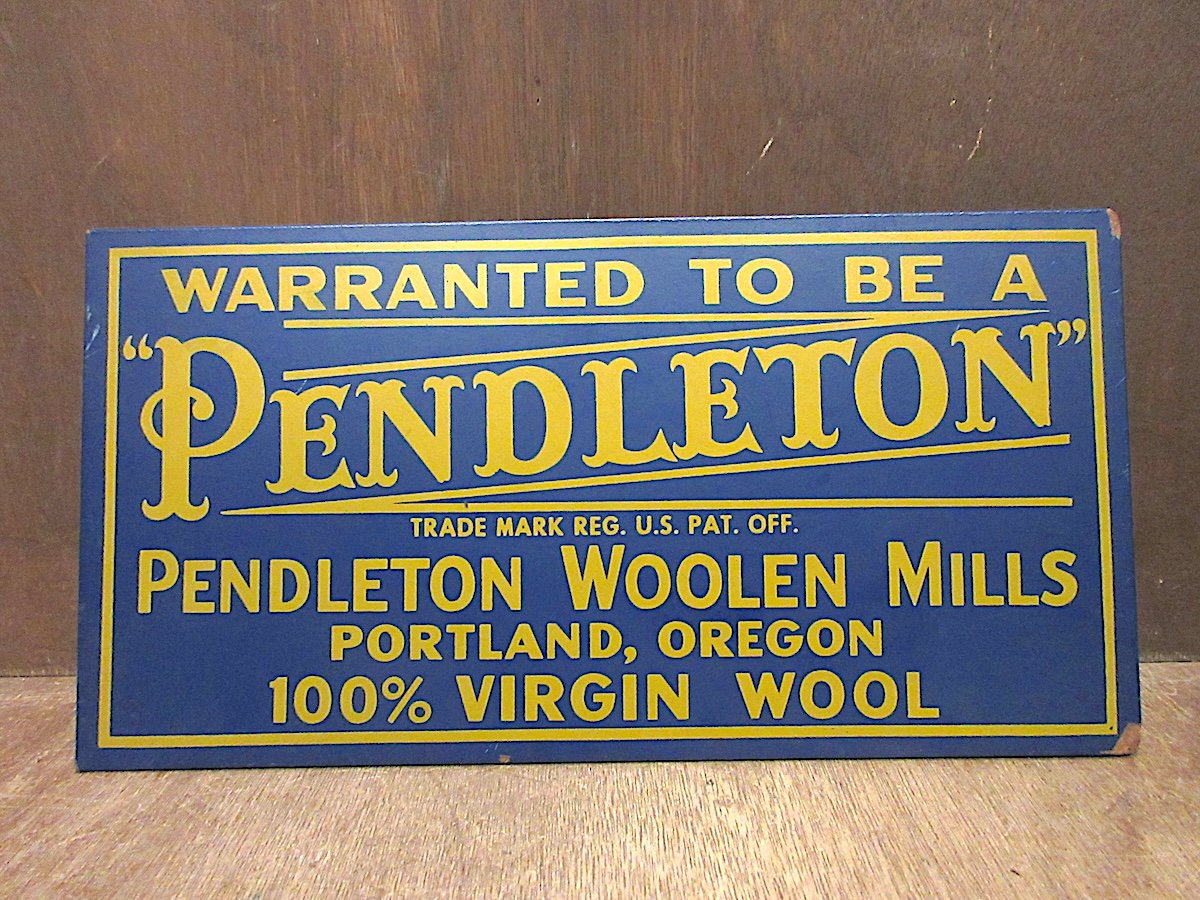 WARRANTED TO BE A
"PENDLETON"
TRADE MARK REG. U.S. PAT. OFF.
PENDLETON WOOLEN MILLS
PORTLAND, OREGON
100% VIRGIN WOOL